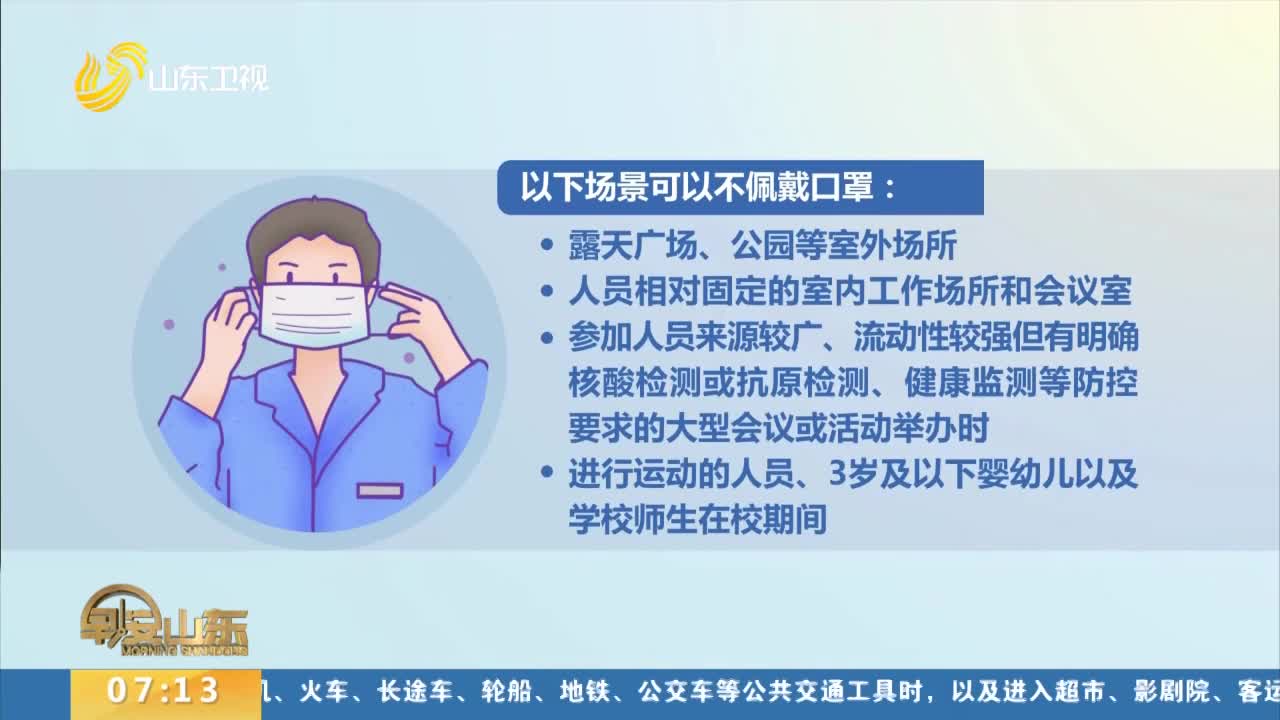 山东卫视
以下场景可以不佩戴口罩：
• 露天广场、公园等室外场所
• 人员相对固定的室内工作场所和会议室
• 参加人员来源较广、流动性较强但有明确
核酸检测或抗原检测、健康监测等防控
要求的大型会议或活动举办时
• 进行运动的人员、3岁及以下婴幼儿以及
学校师生在校期间
早安山东
MORNING SHANDONG
07:13
、火车、长途车、轮船、地铁、公交车等公共交通工具时，以及进入超市、影剧院、客运